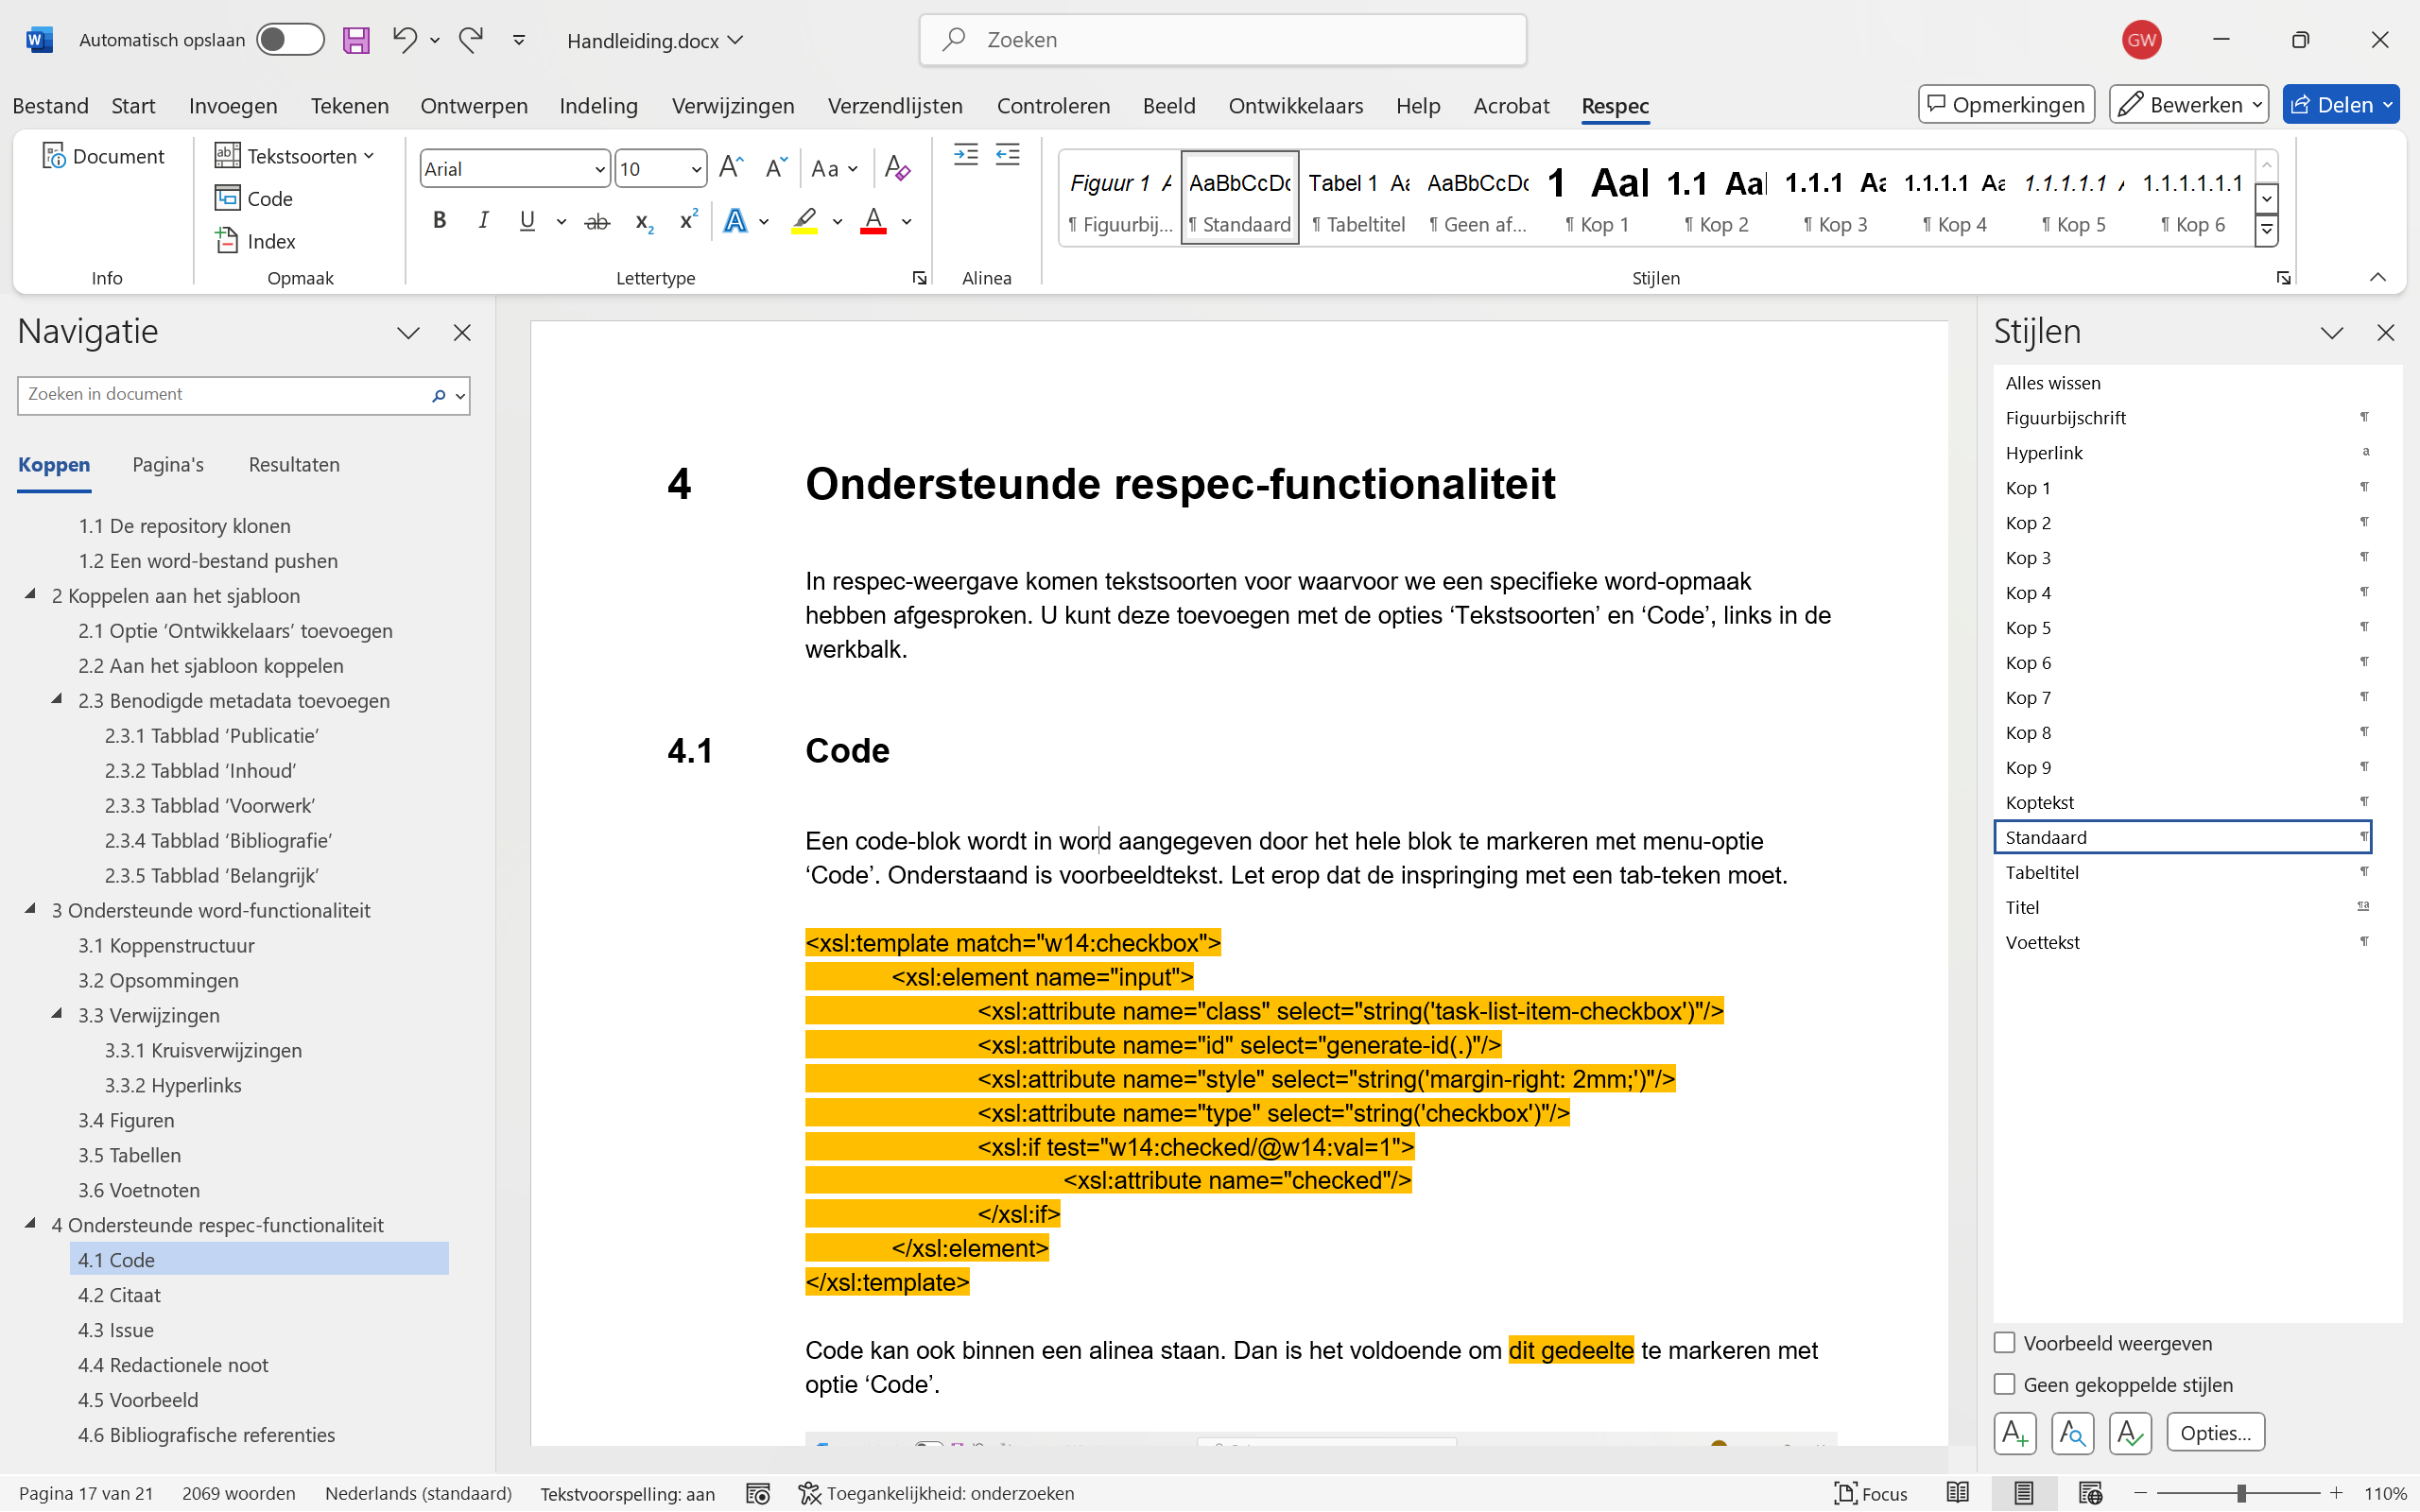 Automatisch opslaan
Handleiding.docx
Zoeken
GW
Bestand Start Invoegen Tekenen Ontwerpen Indeling Verwijzingen Verzendlijsten Controleren Beeld Ontwikkelaars Help Acrobat Respec
Opmerkingen Bewerken Delen
Document
Info
Tekstsoorten
Code
Index
Opmaak
Arial 10
Aa
B I U ab x₂ x² A A
Lettertype
Alinea
Figuur 1 AaBbCcDc Tabel 1 Aa AaBbCcDc 1 Aal 1.1 Aa 1.1.1 Aa 1.1.1.1 Aa 1.1.1.1.1 1.1.1.1.1.1
¶ Figuurbij... ¶ Standaard ¶ Tabeltitel ¶ Geen af... ¶ Kop 1 ¶ Kop 2 ¶ Kop 3 ¶ Kop 4 ¶ Kop 5 ¶ Kop 6
Stijlen
Navigatie
Zoeken in document
Koppen Pagina's Resultaten
1.1 De repository klonen
1.2 Een word-bestand pushen
2 Koppelen aan het sjabloon
2.1 Optie ‘Ontwikkelaars’ toevoegen
2.2 Aan het sjabloon koppelen
2.3 Benodigde metadata toevoegen
2.3.1 Tabblad ‘Publicatie’
2.3.2 Tabblad ‘Inhoud’
2.3.3 Tabblad ‘Voorwerk’
2.3.4 Tabblad ‘Bibliografie’
2.3.5 Tabblad ‘Belangrijk’
3 Ondersteunde word-functionaliteit
3.1 Koppenstructuur
3.2 Opsommingen
3.3 Verwijzingen
3.3.1 Kruisverwijzingen
3.3.2 Hyperlinks
3.4 Figuren
3.5 Tabellen
3.6 Voetnoten
4 Ondersteunde respec-functionaliteit
4.1 Code
4.2 Citaat
4.3 Issue
4.4 Redactionele noot
4.5 Voorbeeld
4.6 Bibliografische referenties
4 Ondersteunde respec-functionaliteit
In respec-weergave komen tekstsoorten voor waarvoor we een specifieke word-opmaak
hebben afgesproken. U kunt deze toevoegen met de opties ‘Tekstsoorten’ en ‘Code’, links in de
werkbalk.
4.1 Code
Een code-blok wordt in word aangegeven door het hele blok te markeren met menu-optie
‘Code’. Onderstaand is voorbeeldtekst. Let erop dat de inspringing met een tab-teken moet.
<xsl:template match="w14:checkbox">
<xsl:element name="input">
<xsl:attribute name="class" select="string('task-list-item-checkbox')"/>
<xsl:attribute name="id" select="generate-id(.)"/>
<xsl:attribute name="style" select="string('margin-right: 2mm;')"/>
<xsl:attribute name="type" select="string('checkbox')"/>
<xsl:if test="w14:checked/@w14:val=1">
<xsl:attribute name="checked"/>
</xsl:if>
</xsl:element>
</xsl:template>
Code kan ook binnen een alinea staan. Dan is het voldoende om dit gedeelte te markeren met
optie ‘Code’.
Stijlen
Alles wissen
Figuurbijschrift ¶
Hyperlink a
Kop 1 ¶
Kop 2 ¶
Kop 3 ¶
Kop 4 ¶
Kop 5 ¶
Kop 6 ¶
Kop 7 ¶
Kop 8 ¶
Kop 9 ¶
Koptekst ¶
Standaard ¶
Tabeltitel ¶
Titel ¶a
Voettekst ¶
Voorbeeld weergeven
Geen gekoppelde stijlen
Opties...
Pagina 17 van 21 2069 woorden Nederlands (standaard) Tekstvoorspelling: aan Toegankelijkheid: onderzoeken Focus 110%